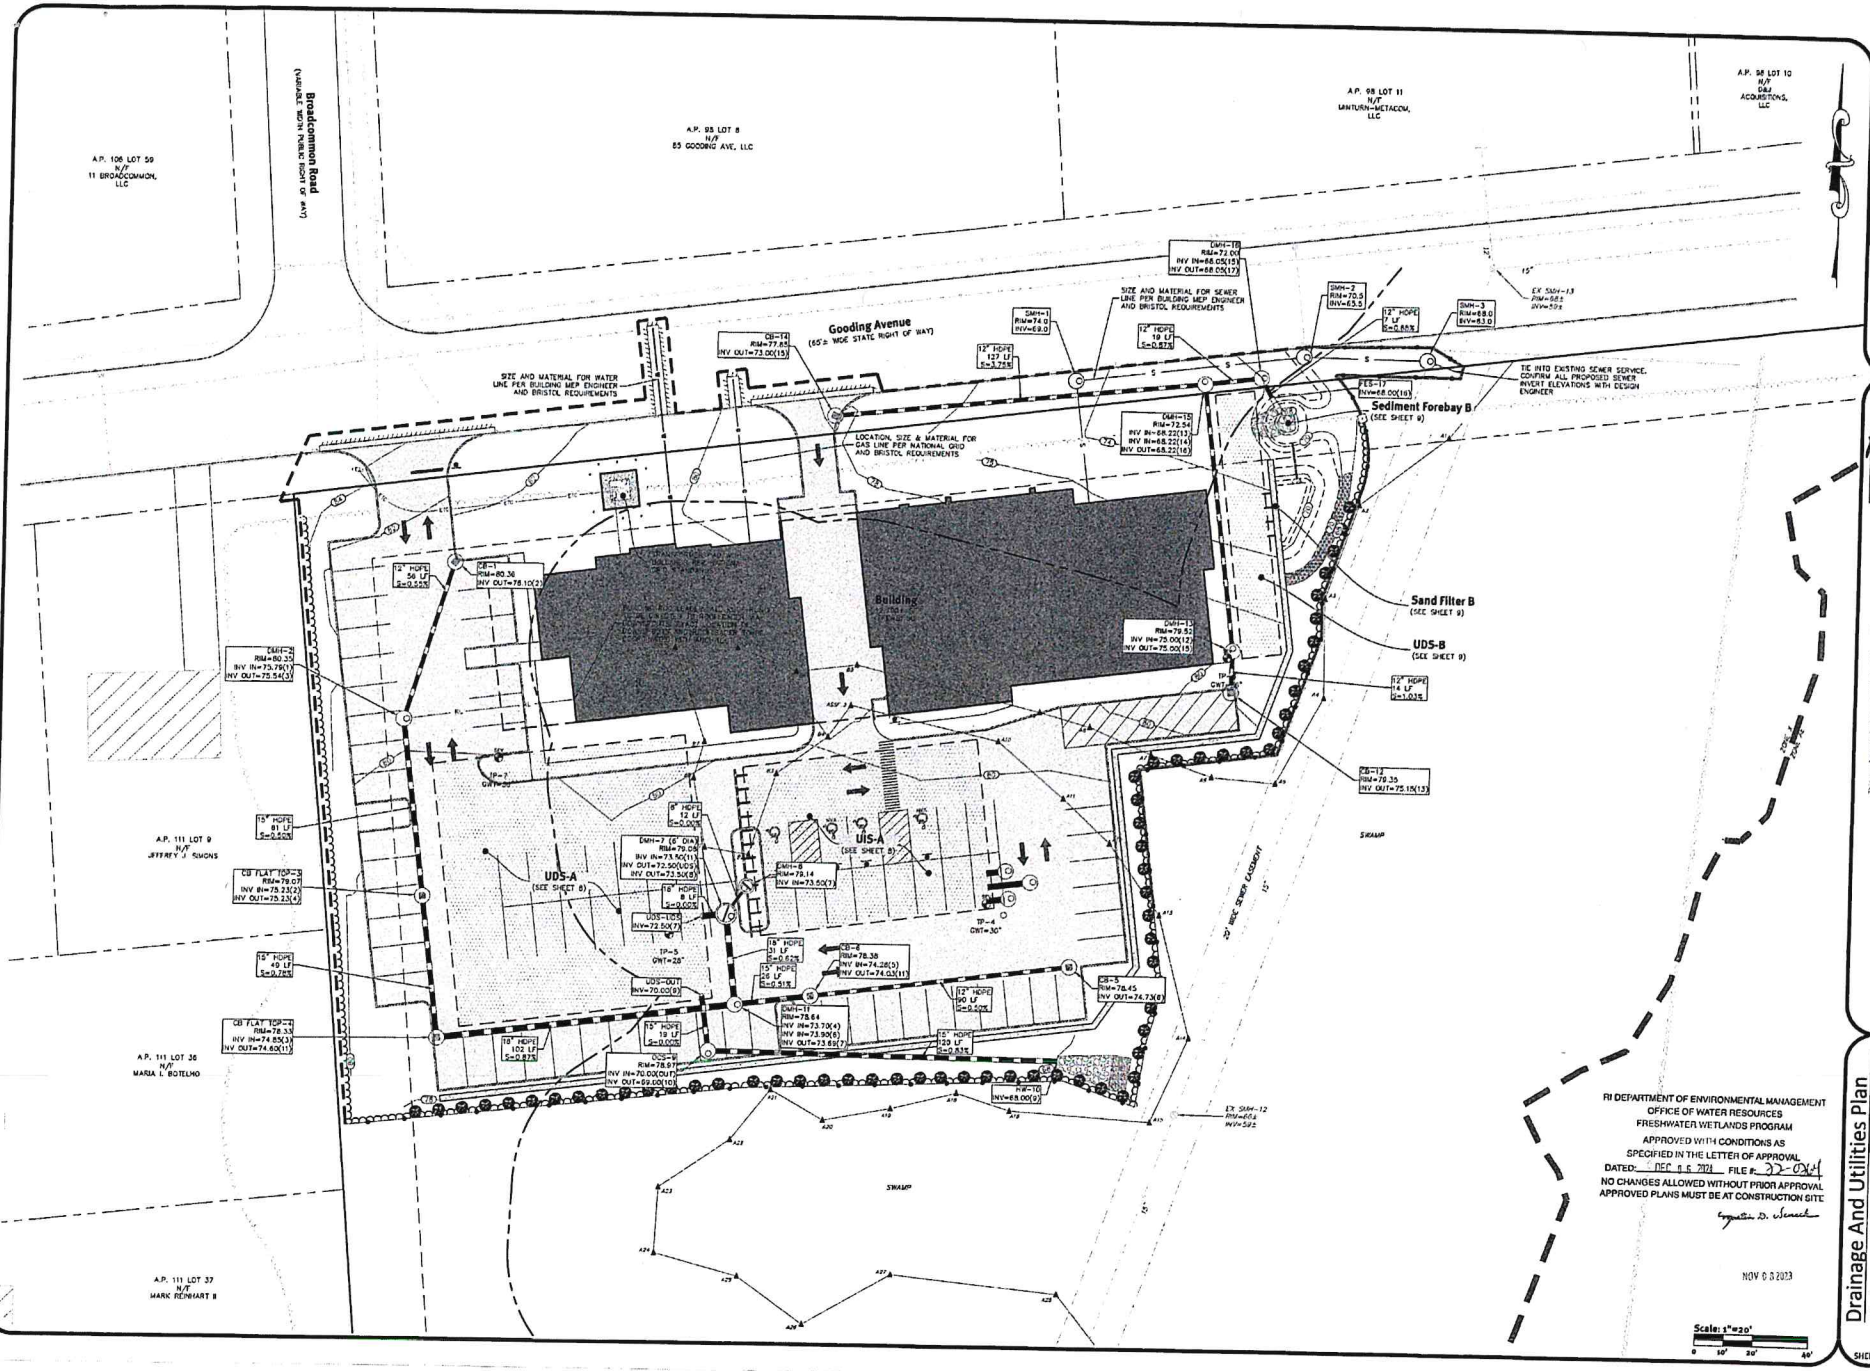 A.P. 106 LOT 59
N/F
11 BROADCOMMON,
LLC
Broadcommon Road
(VARIABLE WIDTH PUBLIC RIGHT OF WAY)
A.P. 98 LOT 8
N/F
85 GOODING AVE, LLC
A.P. 98 LOT 11
N/F
MINTURN-METACOM,
LLC
A.P. 98 LOT 10
N/F
ACQUISITIONS,
LLC
DMH-16
RIM=72.00
INV IN=68.05(15)
INV OUT=68.05(17)
SIZE AND MATERIAL FOR SEWER
LINE PER BUILDING MEP ENGINEER
AND BRISTOL REQUIREMENTS
SMH-2
RIM=70.5
INV=65.5
12" HDPE
7 LF
SMH-3
RIM=68.0
INV=63.0
12"
15"
EX SMH-13
RIM=68±
INV=59±
SMH-1
RIM=74.0
INV=69.0
12" HDPE
19 LF
S=0.87%
12" HDPE
127 LF
S=3.75%
Gooding Avenue
(65'± WIDE STATE RIGHT OF WAY)
CB-14
RIM=77.85
INV OUT=73.00(15)
SIZE AND MATERIAL FOR WATER
LINE PER BUILDING MEP ENGINEER
AND BRISTOL REQUIREMENTS
TIE INTO EXISTING SEWER SERVICE.
CONFIRM ALL PROPOSED SEWER
INVERT ELEVATIONS WITH DESIGN
ENGINEER
FES-17
INV=68.00(16)
Sediment Forebay B
(SEE SHEET 9)
DMH-15
RIM=72.54
INV IN=68.22(13)
INV IN=68.22(14)
INV OUT=68.22(16)
LOCATION, SIZE & MATERIAL FOR
GAS LINE PER NATIONAL GRID
AND BRISTOL REQUIREMENTS
12" HDPE
56 LF
S=0.55%
CB-1
RIM=80.36
INV OUT=76.10(2)
Building
Sand Filter B
(SEE SHEET 9)
UDS-B
(SEE SHEET 9)
DMH-13
RIM=79.52
INV IN=75.00(12)
INV OUT=75.00(15)
12" HDPE
14 LF
S=1.03%
DMH-2
RIM=80.35
INV IN=75.79(1)
INV OUT=75.54(3)
CB-12
RIM=79.35
INV OUT=75.15(13)
TP-7
8" HDPE
12 LF
S=0.00%
15" HDPE
81 LF
S=0.50%
DMH-7 (6' DIA)
RIM=79.08
INV IN=73.50(11)
INV OUT=72.50(UDS)
INV OUT=73.50(8)
UIS-A
(SEE SHEET 8)
SWAMP
A.P. 111 LOT 9
N/F
JEFFREY J. SIMONS
UDS-A
(SEE SHEET 8)
DMH-8
RIM=79.14
INV IN=73.50(7)
CB FLAT TOP-3
RIM=79.07
INV IN=75.23(2)
INV OUT=75.23(4)
18" HDPE
8 LF
S=0.00%
UDS-UDS
INV=72.50(7)
20' WIDE SEWER EASEMENT
15"
TP-4
GWT=30"
TP-5
GWT=28"
18" HDPE
31 LF
S=0.62%
CB-6
RIM=78.38
INV IN=74.28(5)
INV OUT=74.03(11)
15" HDPE
49 LF
S=0.78%
15" HDPE
26 LF
S=0.51%
UDS-OUT
INV=70.00(9)
12" HDPE
90 LF
S=0.50%
CB-5
RIM=78.45
INV OUT=74.73(6)
CB FLAT TOP-4
RIM=78.33
INV IN=74.85(3)
INV OUT=74.60(11)
18" HDPE
102 LF
S=0.87%
15" HDPE
19 LF
S=0.00%
DMH-11
RIM=78.64
INV IN=73.70(4)
INV IN=73.90(6)
INV OUT=73.69(7)
15" HDPE
120 LF
S=0.83%
OCS-9
RIM=78.97
INV IN=70.00(OUT)
INV OUT=69.00(10)
HW-10
INV=68.00(9)
A.P. 111 LOT 36
N/F
MARIA L BOTELHO
EX SMH-12
RIM=66±
INV=59±
SWAMP
A.P. 111 LOT 37
N/F
MARK REINHART II
RI DEPARTMENT OF ENVIRONMENTAL MANAGEMENT
OFFICE OF WATER RESOURCES
FRESHWATER WETLANDS PROGRAM
APPROVED WITH CONDITIONS AS
SPECIFIED IN THE LETTER OF APPROVAL
DATED: DEC FILE #:
NO CHANGES ALLOWED WITHOUT PRIOR APPROVAL
APPROVED PLANS MUST BE AT CONSTRUCTION SITE
NOV 2023
Scale: 1"=20'
0 10' 20' 40'
Drainage And Utilities Plan